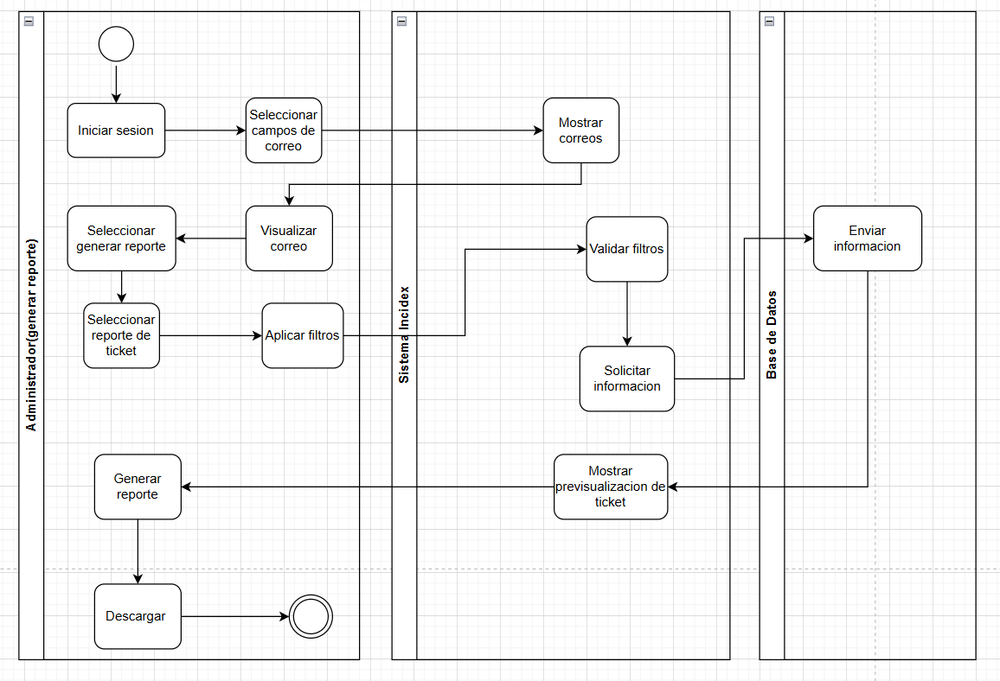 Administrador(generar reporte)
Iniciar sesion
Seleccionar
campos de
correo
Seleccionar
generar reporte
Visualizar
correo
Seleccionar
reporte de
ticket
Aplicar filtros
Generar
reporte
Descargar
Sistema Incidex
Mostrar
correos
Validar filtros
Solicitar
informacion
Mostrar
previsualizacion de
ticket
Base de Datos
Enviar
informacion